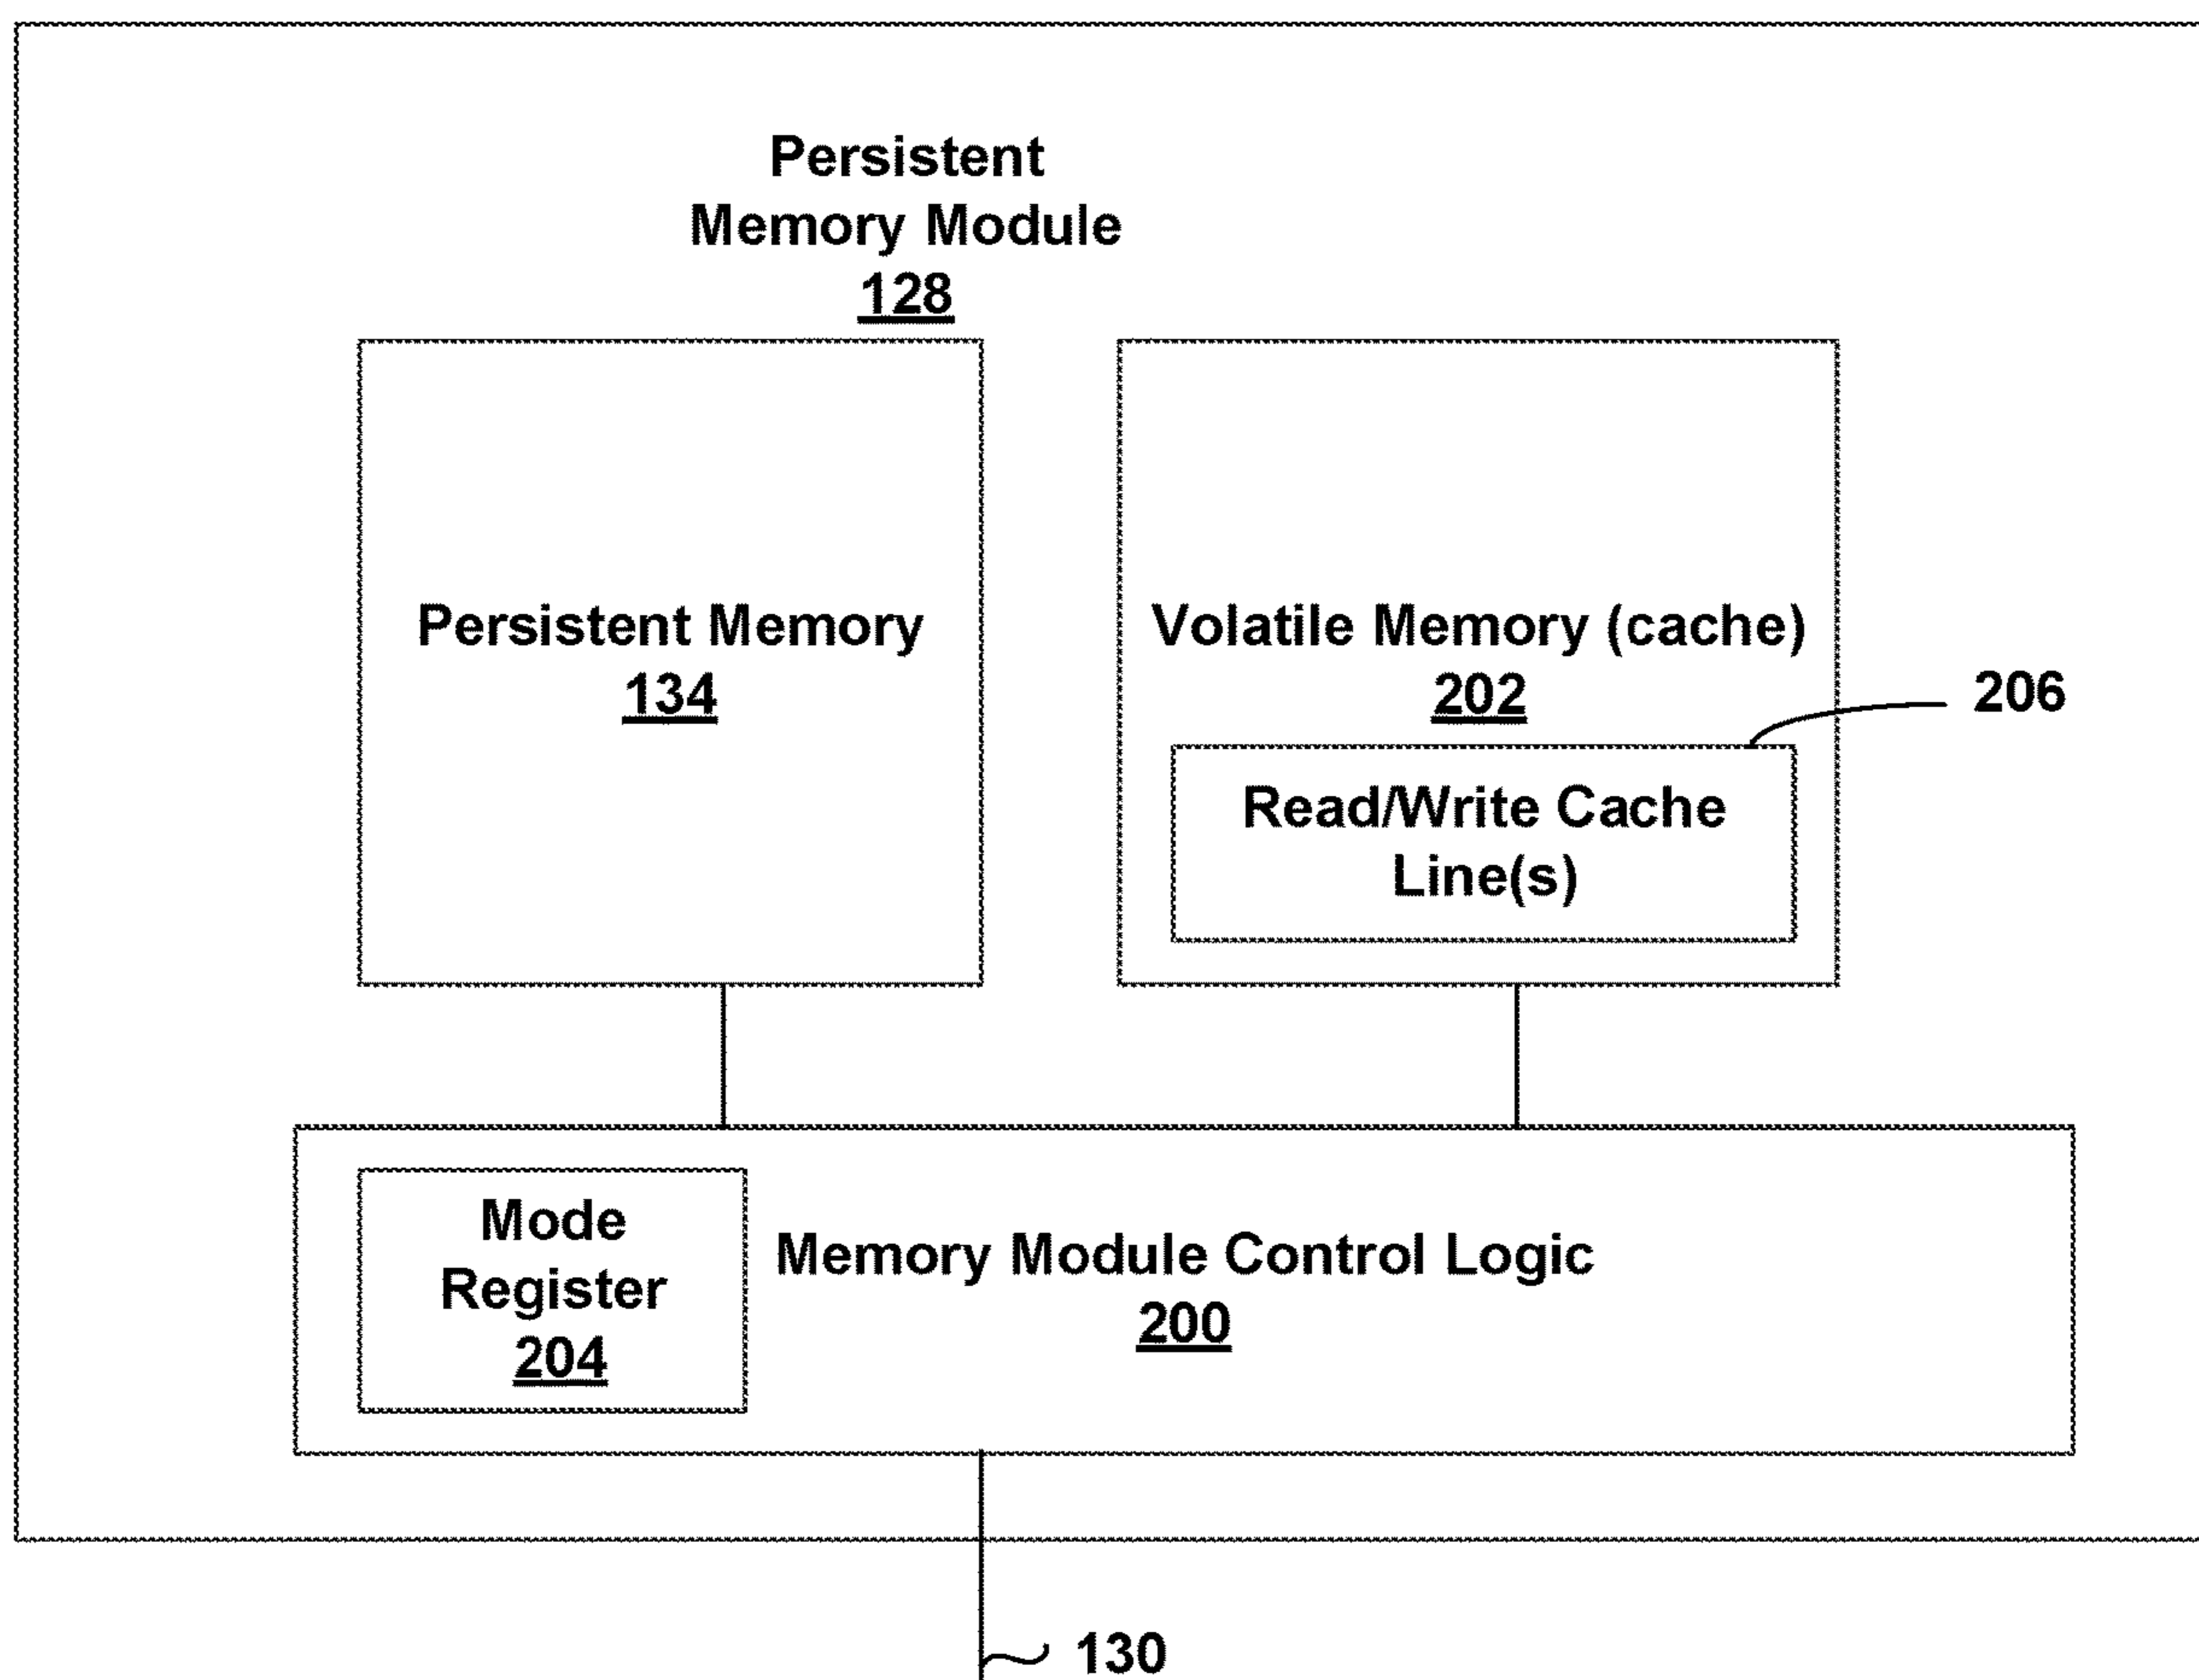 Persistent
Memory Module
128
Persistent Memory
134
Volatile Memory (cache)
202
206
Read/Write Cache
Line(s)
Mode
Register
204
Memory Module Control Logic
200
130